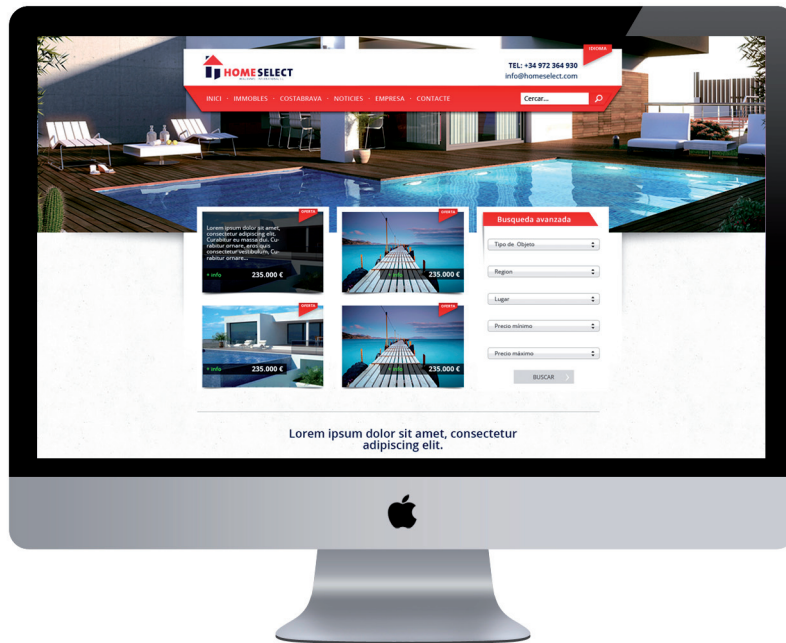 IDIOMA
HOMESELECT
TEL: +34 972 364 930
info@homeselect.com
INICI · IMMOBLES · COSTABRAVA · NOTICIES · EMPRESA · CONTACTE
Cercar...
OFERTA
Lorem ipsum dolor sit amet,
consectetur adipiscing elit.
Curabitur eu massa dui. Cu-
rabitur ornare, eros quis
consectetur vestibulum, Cu-
rabitur ornare...
+ info 235.000 €
OFERTA
+ info 235.000 €
OFERTA
+ info 235.000 €
OFERTA
+ info 235.000 €
Busqueda avanzada
Tipo de Objeto
Region
Lugar
Precio mínimo
Precio máximo
BUSCAR
Lorem ipsum dolor sit amet, consectetur
adipiscing elit.